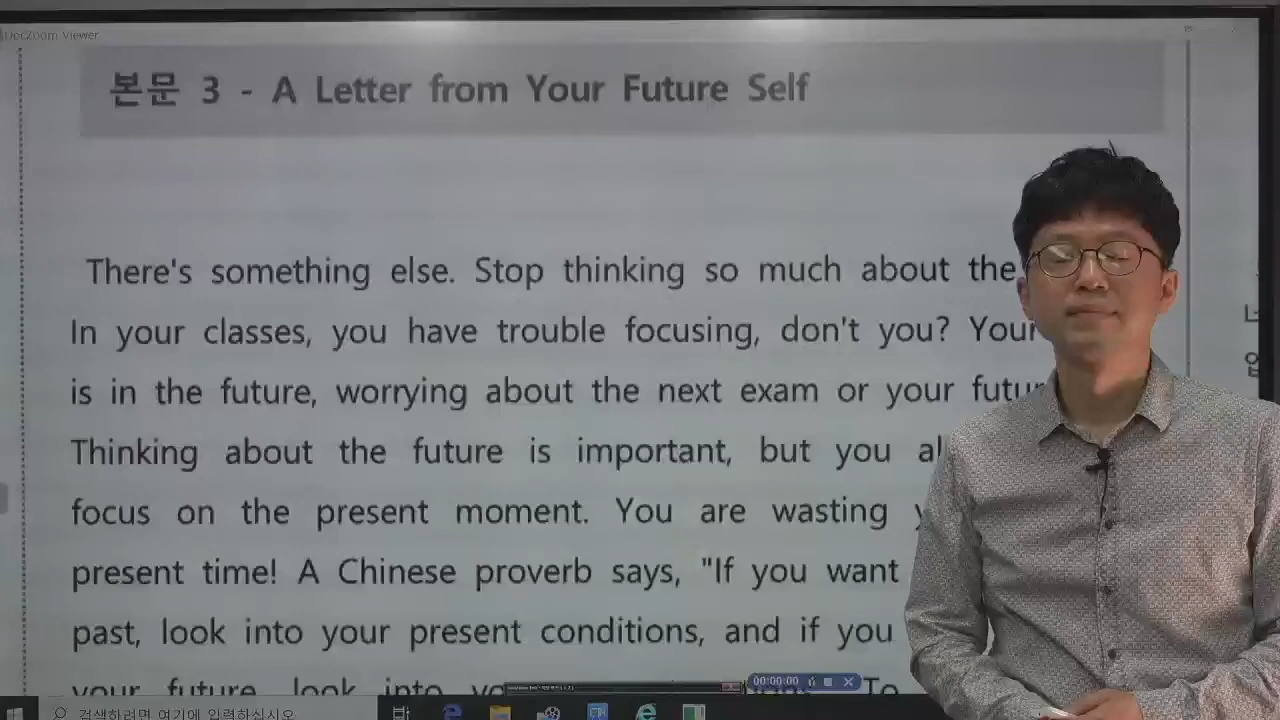 DocZoom Viewer
본문 3 - A Letter from Your Future Self
There's something else. Stop thinking so much about the
In your classes, you have trouble focusing, don't you? Your
is in the future, worrying about the next exam or your
Thinking about the future is important, but you
focus on the present moment. You are wasting
present time! A Chinese proverb says, "If you want
past, look into your present conditions, and if you
your future, look into To
00:00:00
검색하려면 여기에 입력하십시오.